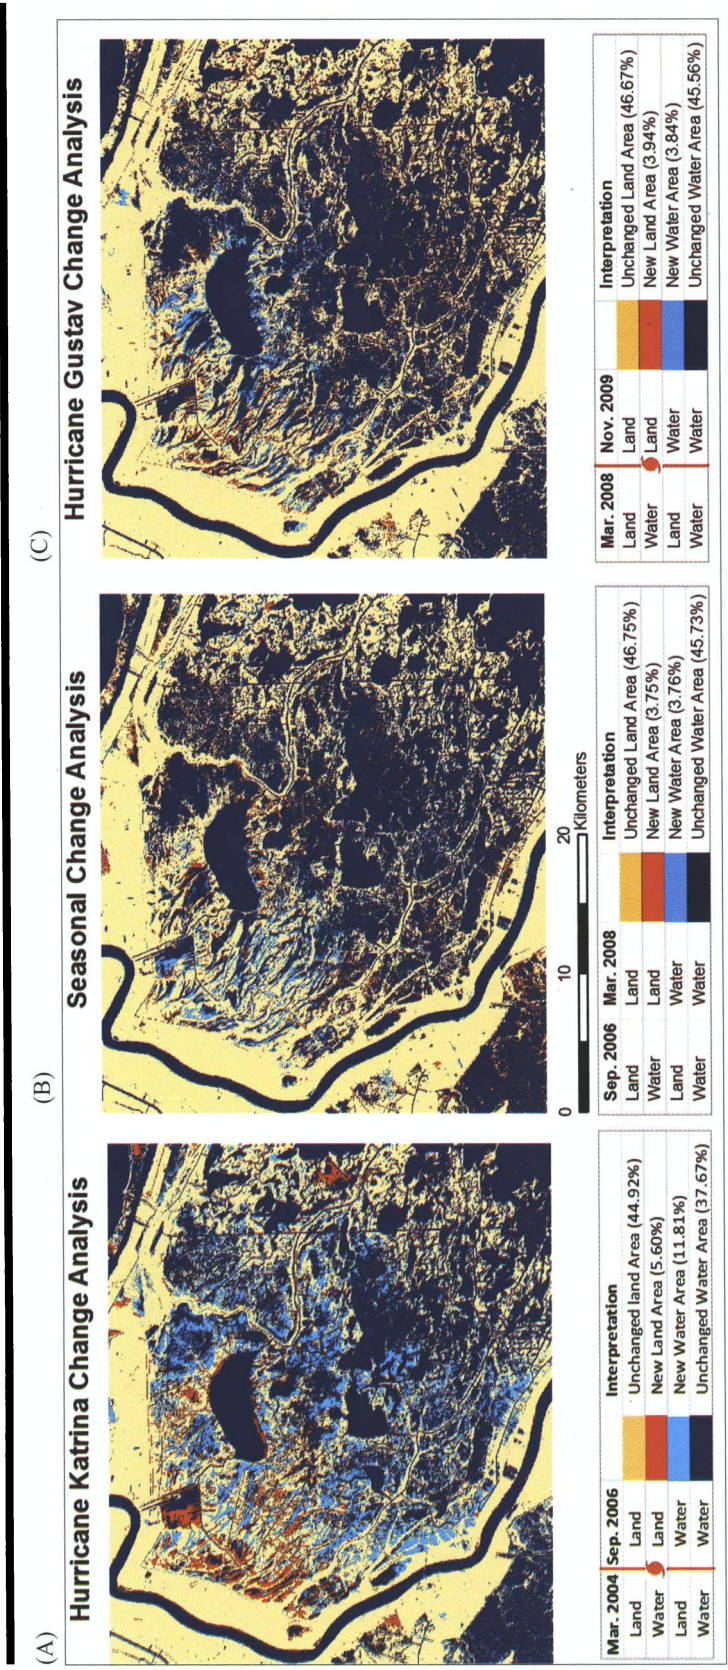 (A)
Hurricane Katrina Change Analysis
Mar. 2004 Sep. 2006 Interpretation
Land Land Unchanged land Area (44.92%)
Water Land New Land Area (5.60%)
Land Water New Water Area (11.81%)
Water Water Unchanged Water Area (37.67%)
(B)
Seasonal Change Analysis
0 10 20 Kilometers
Sep. 2006 Mar. 2008 Interpretation
Land Land Unchanged Land Area (46.75%)
Water Land New Land Area (3.75%)
Land Water New Water Area (3.76%)
Water Water Unchanged Water Area (45.73%)
(C)
Hurricane Gustav Change Analysis
Mar. 2008 Nov. 2009 Interpretation
Land Land Unchanged Land Area (46.67%)
Water Land New Land Area (3.94%)
Land Water New Water Area (3.84%)
Water Water Unchanged Water Area (45.56%)